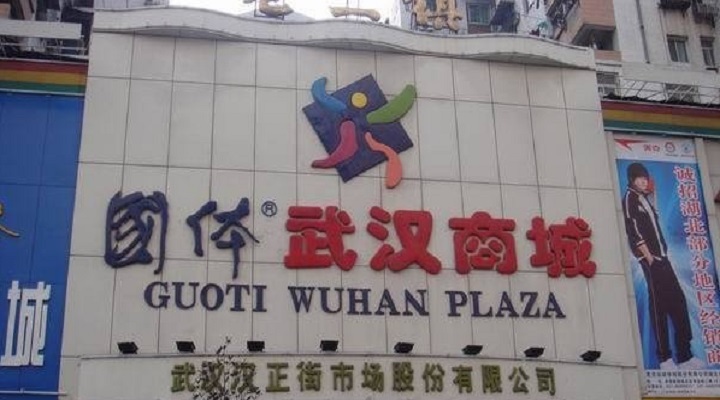 國体® 武汉商城
GUOTI WUHAN PLAZA
武汉汉正街市场股份有限公司
城
诚招湖北部分地区经销商